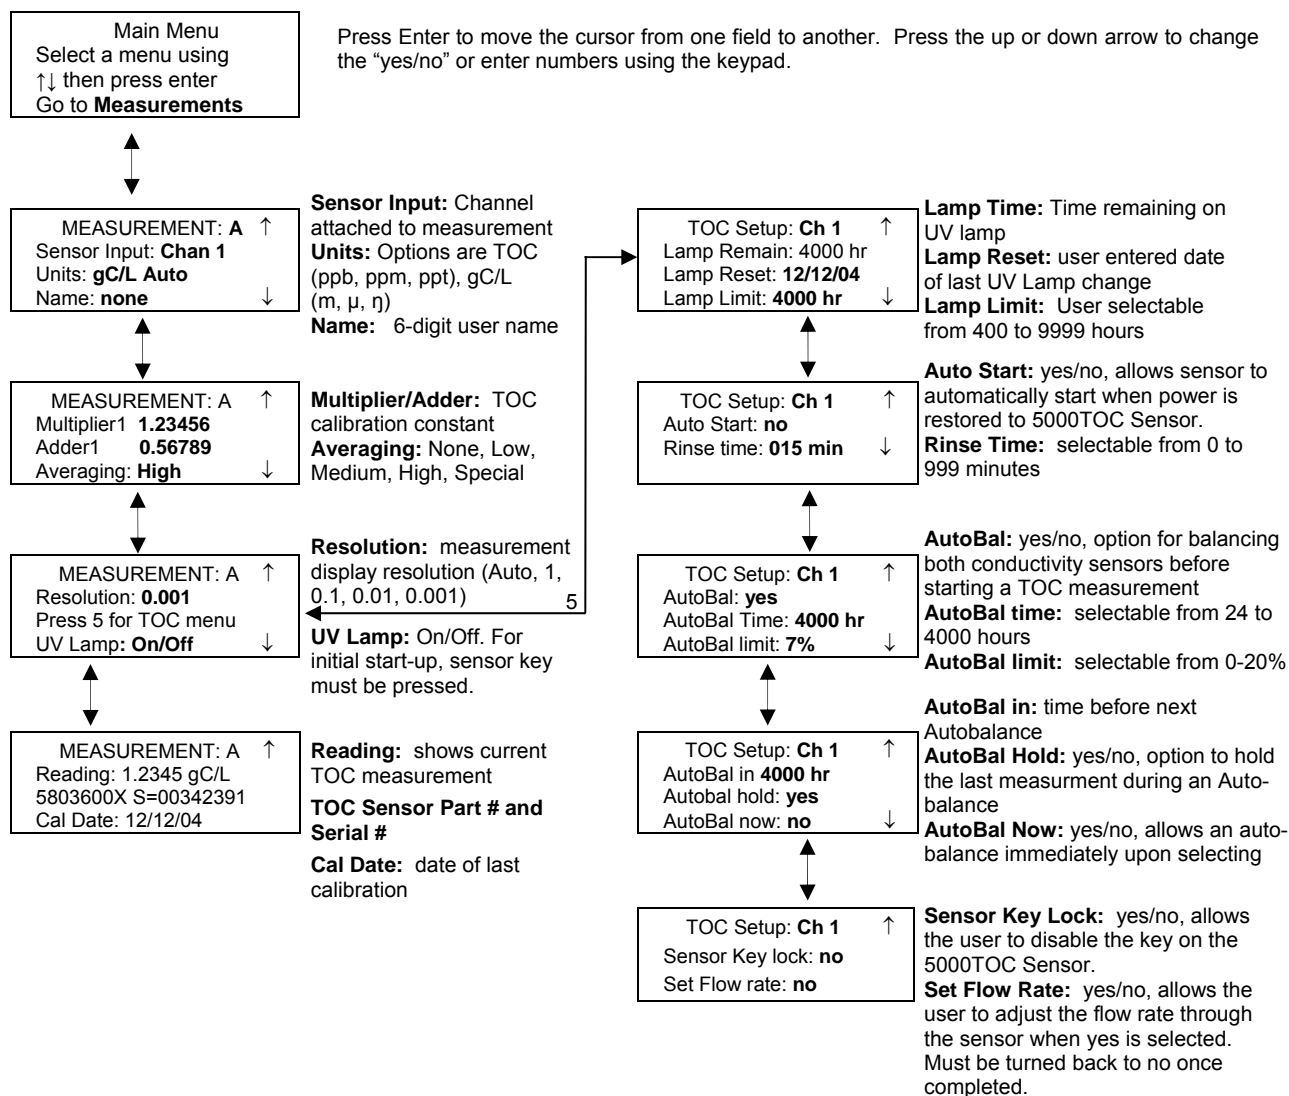 Main Menu
Select a menu using
↑↓ then press enter
Go to Measurements
Press Enter to move the cursor from one field to another. Press the up or down arrow to change
the “yes/no” or enter numbers using the keypad.
MEASUREMENT: A ↑
Sensor Input: Chan 1
Units: gC/L Auto
Name: none ↓
Sensor Input: Channel
attached to measurement
Units: Options are TOC
(ppb, ppm, ppt), gC/L
(m, μ, η)
Name: 6-digit user name
MEASUREMENT: A ↑
Multiplier1 1.23456
Adder1 0.56789
Averaging: High ↓
Multiplier/Adder: TOC
calibration constant
Averaging: None, Low,
Medium, High, Special
MEASUREMENT: A ↑
Resolution: 0.001
Press 5 for TOC menu
UV Lamp: On/Off ↓
Resolution: measurement
display resolution (Auto, 1,
0.1, 0.01, 0.001)
5
UV Lamp: On/Off. For
initial start-up, sensor key
must be pressed.
MEASUREMENT: A ↑
Reading: 1.2345 gC/L
5803600X S=00342391
Cal Date: 12/12/04
Reading: shows current
TOC measurement
TOC Sensor Part # and
Serial #
Cal Date: date of last
calibration
TOC Setup: Ch 1 ↑
Lamp Remain: 4000 hr
Lamp Reset: 12/12/04
Lamp Limit: 4000 hr ↓
Lamp Time: Time remaining on
UV lamp
Lamp Reset: user entered date
of last UV Lamp change
Lamp Limit: User selectable
from 400 to 9999 hours
TOC Setup: Ch 1 ↑
Auto Start: no
Rinse time: 015 min ↓
Auto Start: yes/no, allows sensor to
automatically start when power is
restored to 5000TOC Sensor.
Rinse Time: selectable from 0 to
999 minutes
TOC Setup: Ch 1 ↑
AutoBal: yes
AutoBal Time: 4000 hr
AutoBal limit: 7% ↓
AutoBal: yes/no, option for balancing
both conductivity sensors before
starting a TOC measurement
AutoBal time: selectable from 24 to
4000 hours
AutoBal limit: selectable from 0-20%
TOC Setup: Ch 1 ↑
AutoBal in 4000 hr
Autobal hold: yes
AutoBal now: no ↓
AutoBal in: time before next
Autobalance
AutoBal Hold: yes/no, option to hold
the last measurment during an Auto-
balance
AutoBal Now: yes/no, allows an auto-
balance immediately upon selecting
TOC Setup: Ch 1 ↑
Sensor Key lock: no
Set Flow rate: no
Sensor Key Lock: yes/no, allows
the user to disable the key on the
5000TOC Sensor.
Set Flow Rate: yes/no, allows the
user to adjust the flow rate through
the sensor when yes is selected.
Must be turned back to no once
completed.